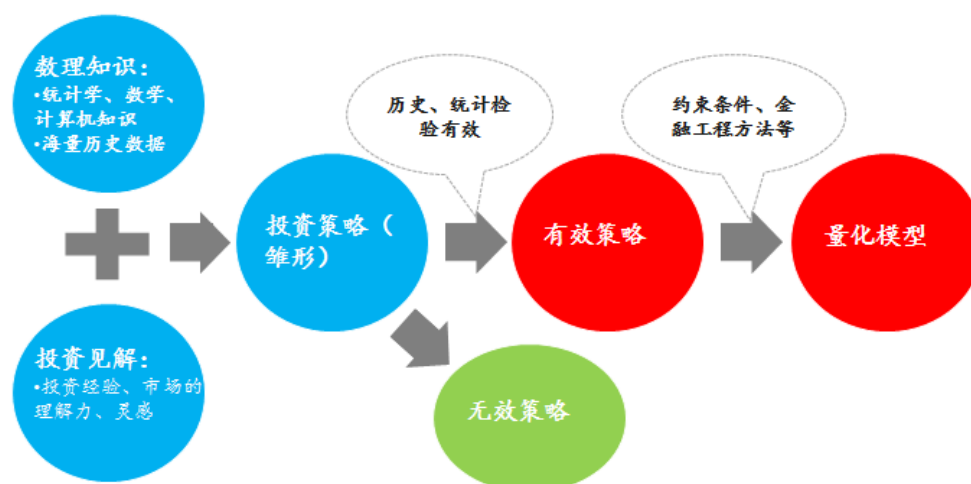 数理知识：
•统计学、数学、
计算机知识
•海量历史数据
历史、统计检
验有效
约束条件、金
融工程方法等
投资策略（
雏形）
有效策略
量化模型
投资见解：
•投资经验、市场的
理解力、灵感
无效策略